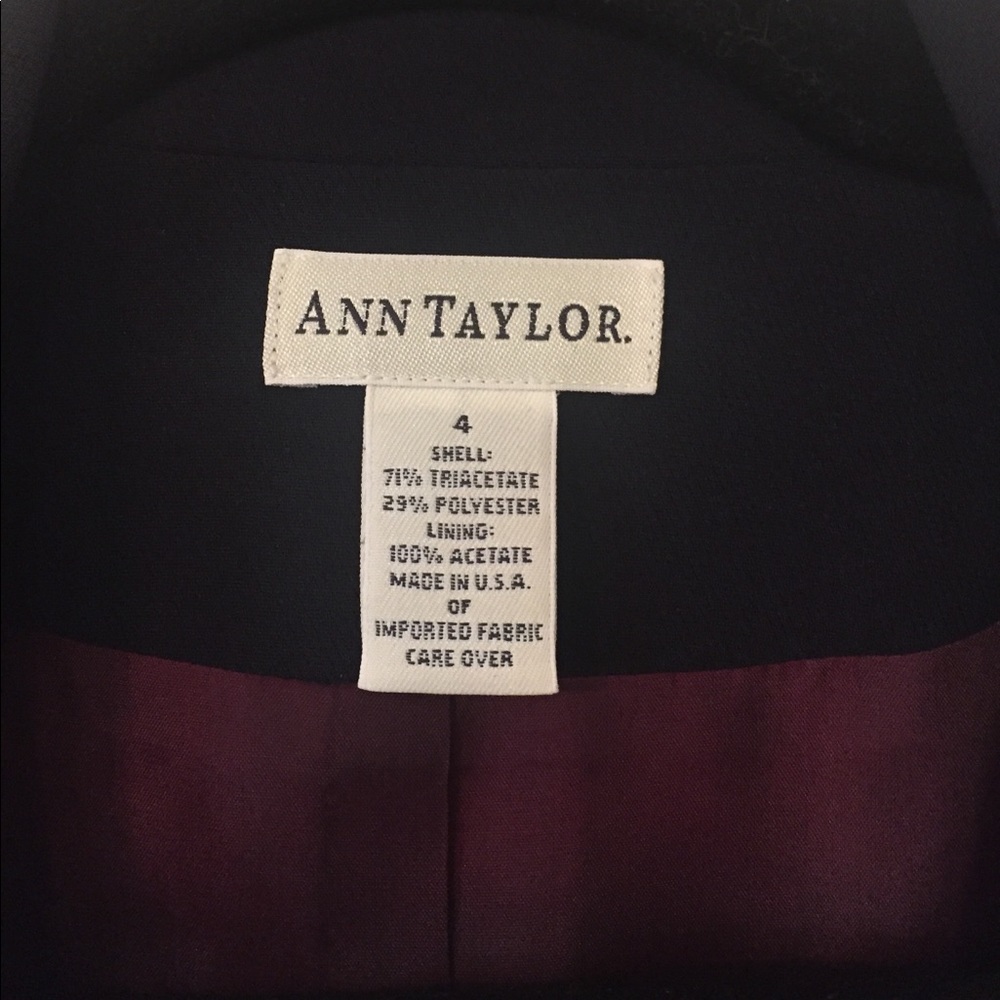 ANN TAYLOR.
4
SHELL:
71% TRIACETATE
29% POLYESTER
LINING:
100% ACETATE
MADE IN U.S.A.
OF
IMPORTED FABRIC
CARE OVER